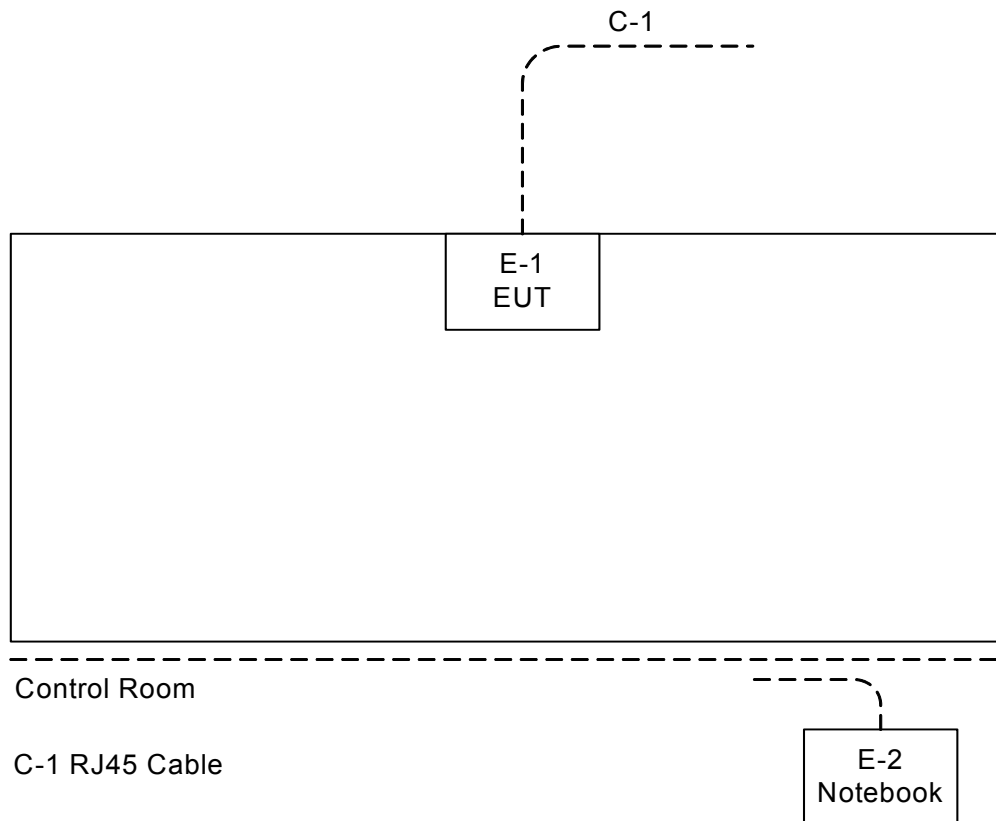 C-1
E-1
EUT
Control Room
C-1 RJ45 Cable
E-2
Notebook